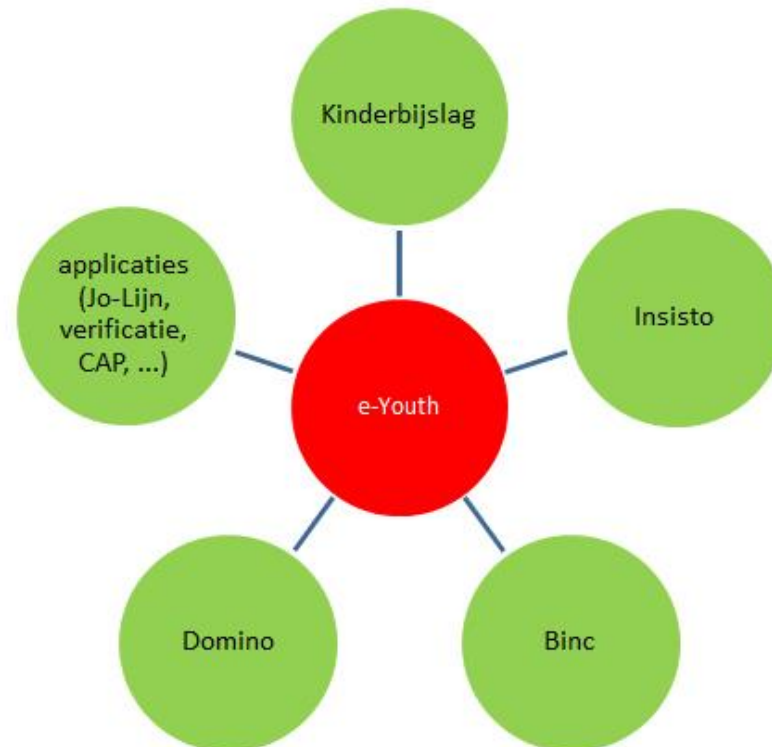 Kinderbijslag
applicaties
(Jo-Lijn,
verificatie,
CAP, ...)
Insisto
e-Youth
Domino
Binc